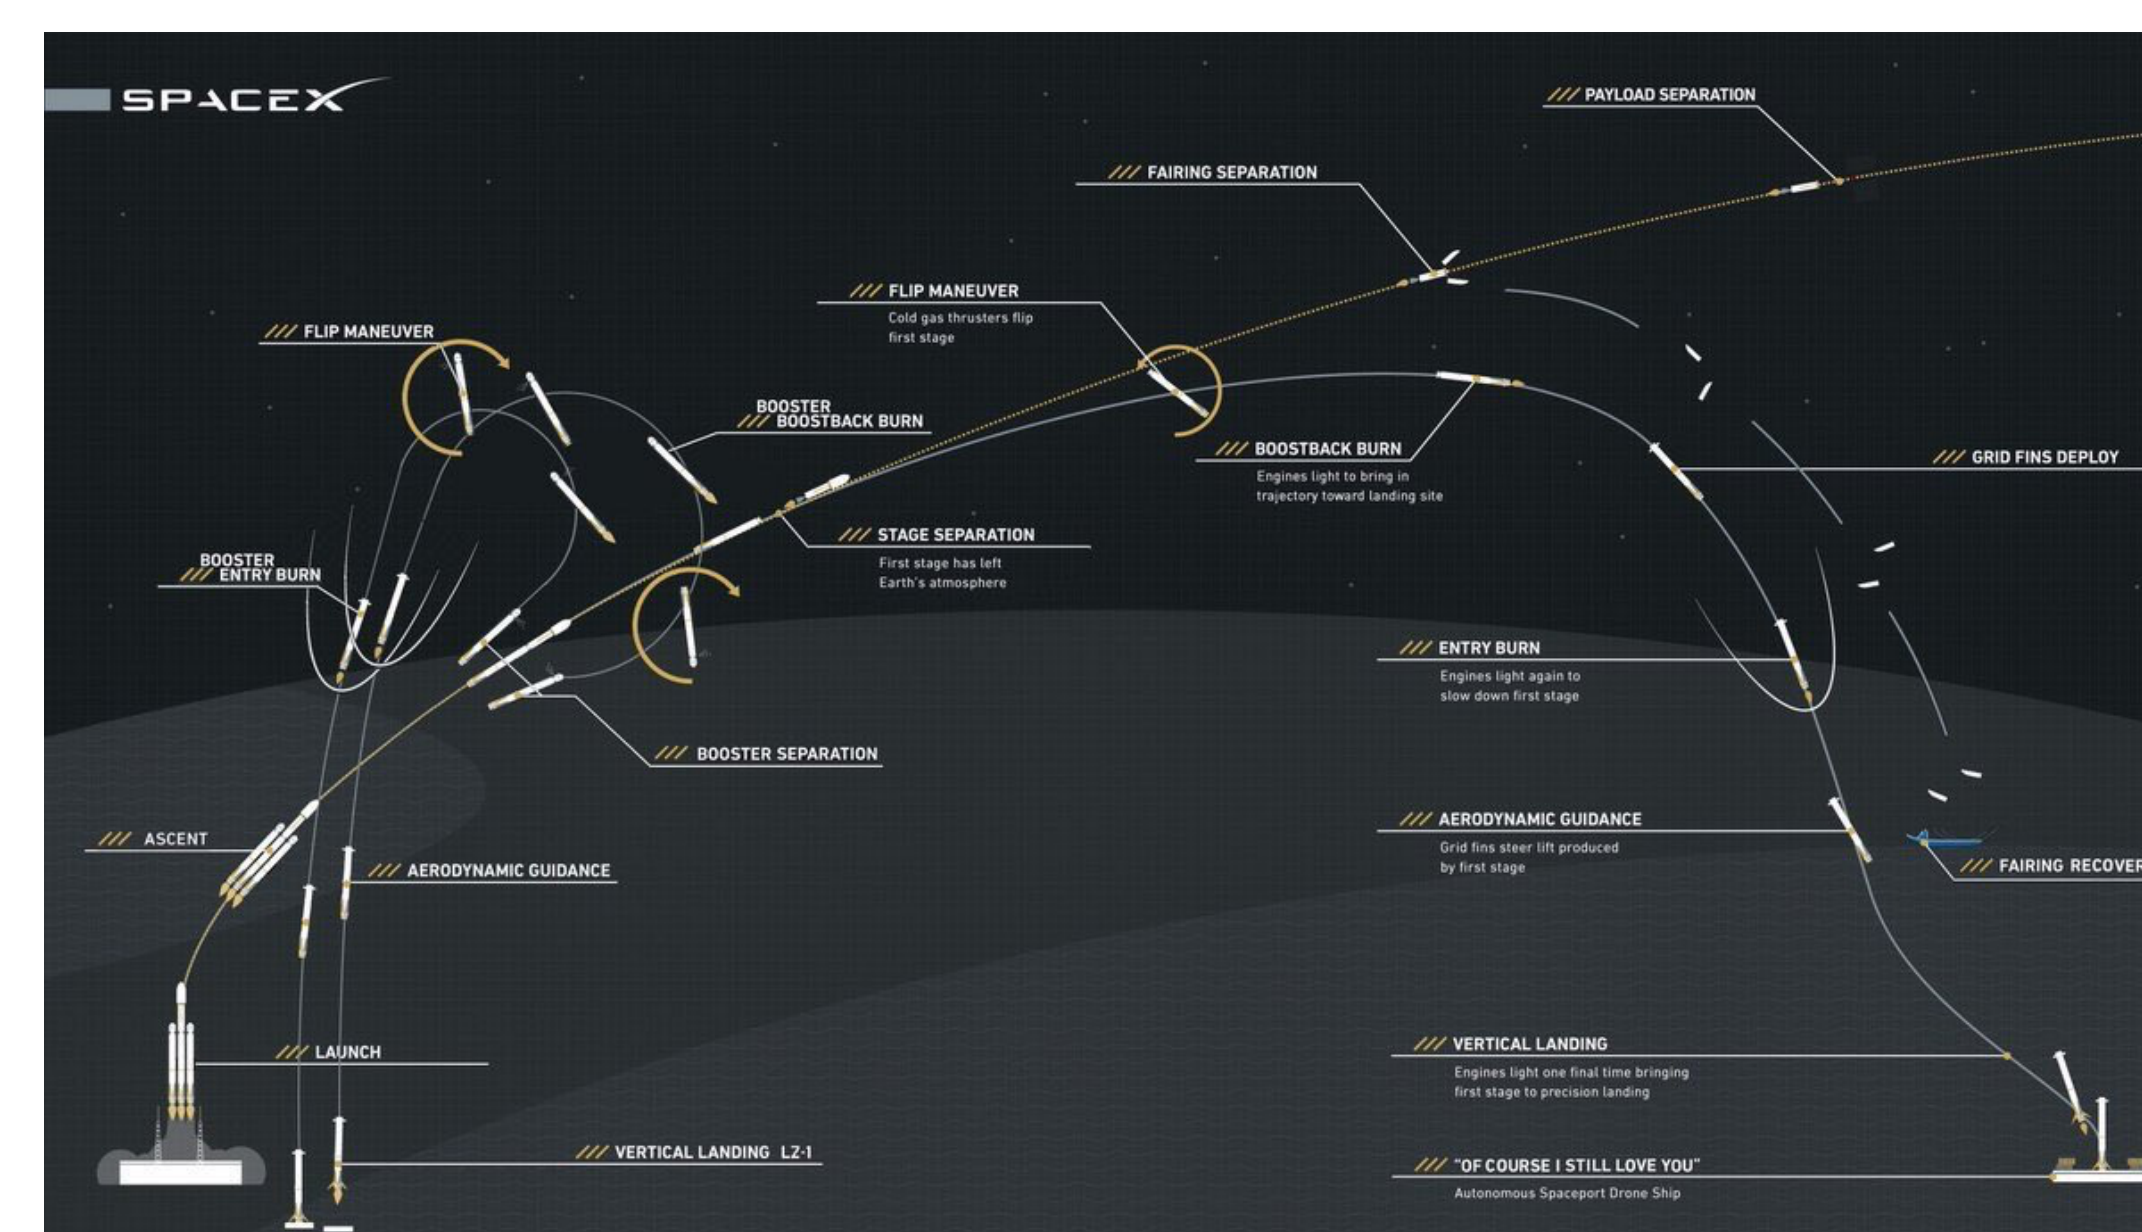 SPACEX
/// PAYLOAD SEPARATION
/// FAIRING SEPARATION
/// FLIP MANEUVER
Cold gas thrusters flip
first stage
/// FLIP MANEUVER
BOOSTER
/// BOOSTBACK BURN
/// BOOSTBACK BURN
Engines light to bring in
trajectory toward landing site
/// GRID FINS DEPLOY
/// STAGE SEPARATION
First stage has left
Earth's atmosphere
BOOSTER
/// ENTRY BURN
/// ENTRY BURN
Engines light again to
slow down first stage
/// BOOSTER SEPARATION
/// ASCENT
/// AERODYNAMIC GUIDANCE
/// AERODYNAMIC GUIDANCE
Grid fins steer lift produced
by first stage
/// FAIRING RECOVER
/// LAUNCH
/// VERTICAL LANDING
Engines light one final time bringing
first stage to precision landing
/// VERTICAL LANDING LZ-1
/// "OF COURSE I STILL LOVE YOU"
Autonomous Spaceport Drone Ship